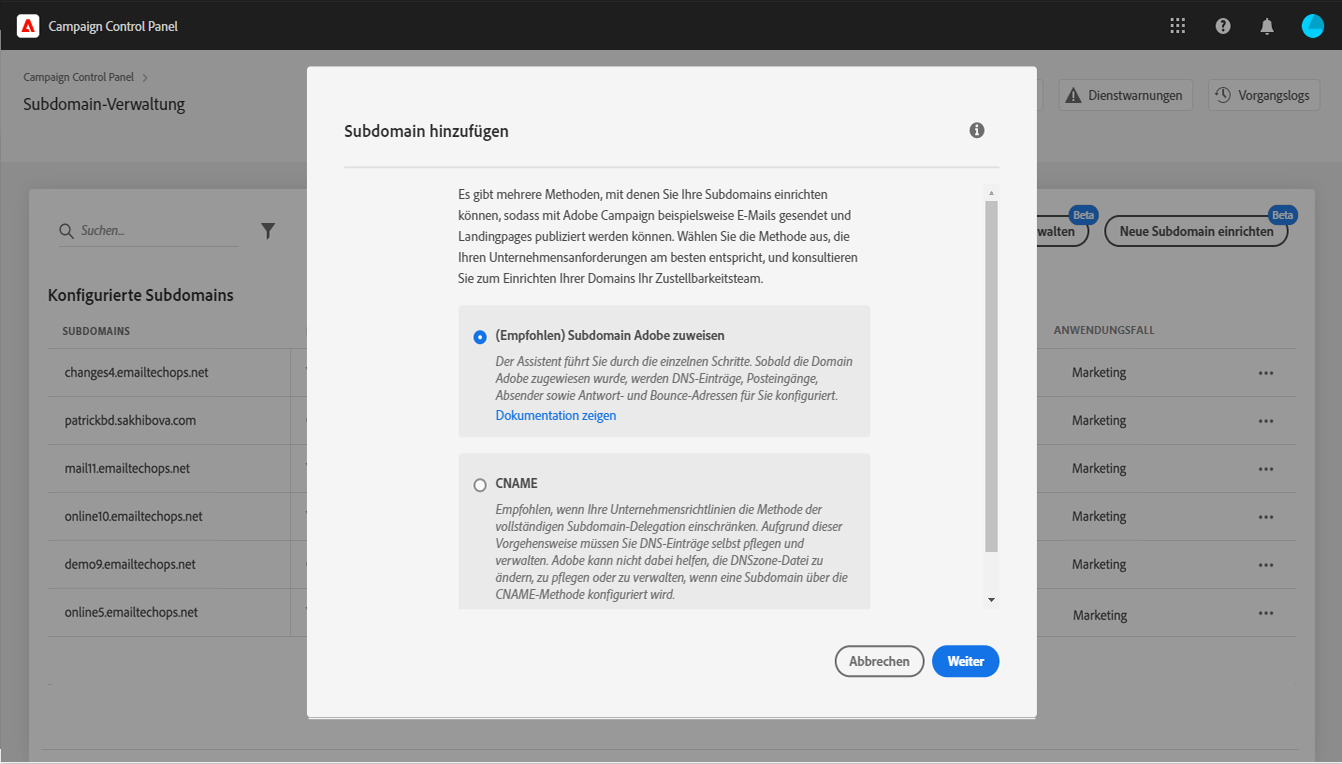 Campaign Control Panel
Campaign Control Panel
Subdomain-Verwaltung
Dienstwarnungen
Vorgangslogs
Subdomain hinzufügen
Es gibt mehrere Methoden, mit denen Sie Ihre Subdomains einrichten
können, sodass mit Adobe Campaign beispielsweise E-Mails gesendet und
Landingpages publiziert werden können. Wählen Sie die Methode aus, die
Ihren Unternehmensanforderungen am besten entspricht, und konsultieren
Sie zum Einrichten Ihrer Domains Ihr Zustellbarkeitsteam.
(Empfohlen) Subdomain Adobe zuweisen
Der Assistent führt Sie durch die einzelnen Schritte. Sobald die Domain
Adobe zugewiesen wurde, werden DNS-Einträge, Posteingänge,
Absender sowie Antwort- und Bounce-Adressen für Sie konfiguriert.
Dokumentation zeigen
CNAME
Empfohlen, wenn Ihre Unternehmensrichtlinien die Methode der
vollständigen Subdomain-Delegation einschränken. Aufgrund dieser
Vorgehensweise müssen Sie DNS-Einträge selbst pflegen und
verwalten. Adobe kann nicht dabei helfen, die DNSzone-Datei zu
ändern, zu pflegen oder zu verwalten, wenn eine Subdomain über die
CNAME-Methode konfiguriert wird.
Abbrechen
Weiter
Suchen...
walten
Beta
Neue Subdomain einrichten
Beta
Konfigurierte Subdomains
SUBDOMAINS
ANWENDUNGSFALL
changes4.emailtechops.net
Marketing
patrickbd.sakhibova.com
Marketing
mail11.emailtechops.net
Marketing
online10.emailtechops.net
Marketing
demo9.emailtechops.net
Marketing
online5.emailtechops.net
Marketing